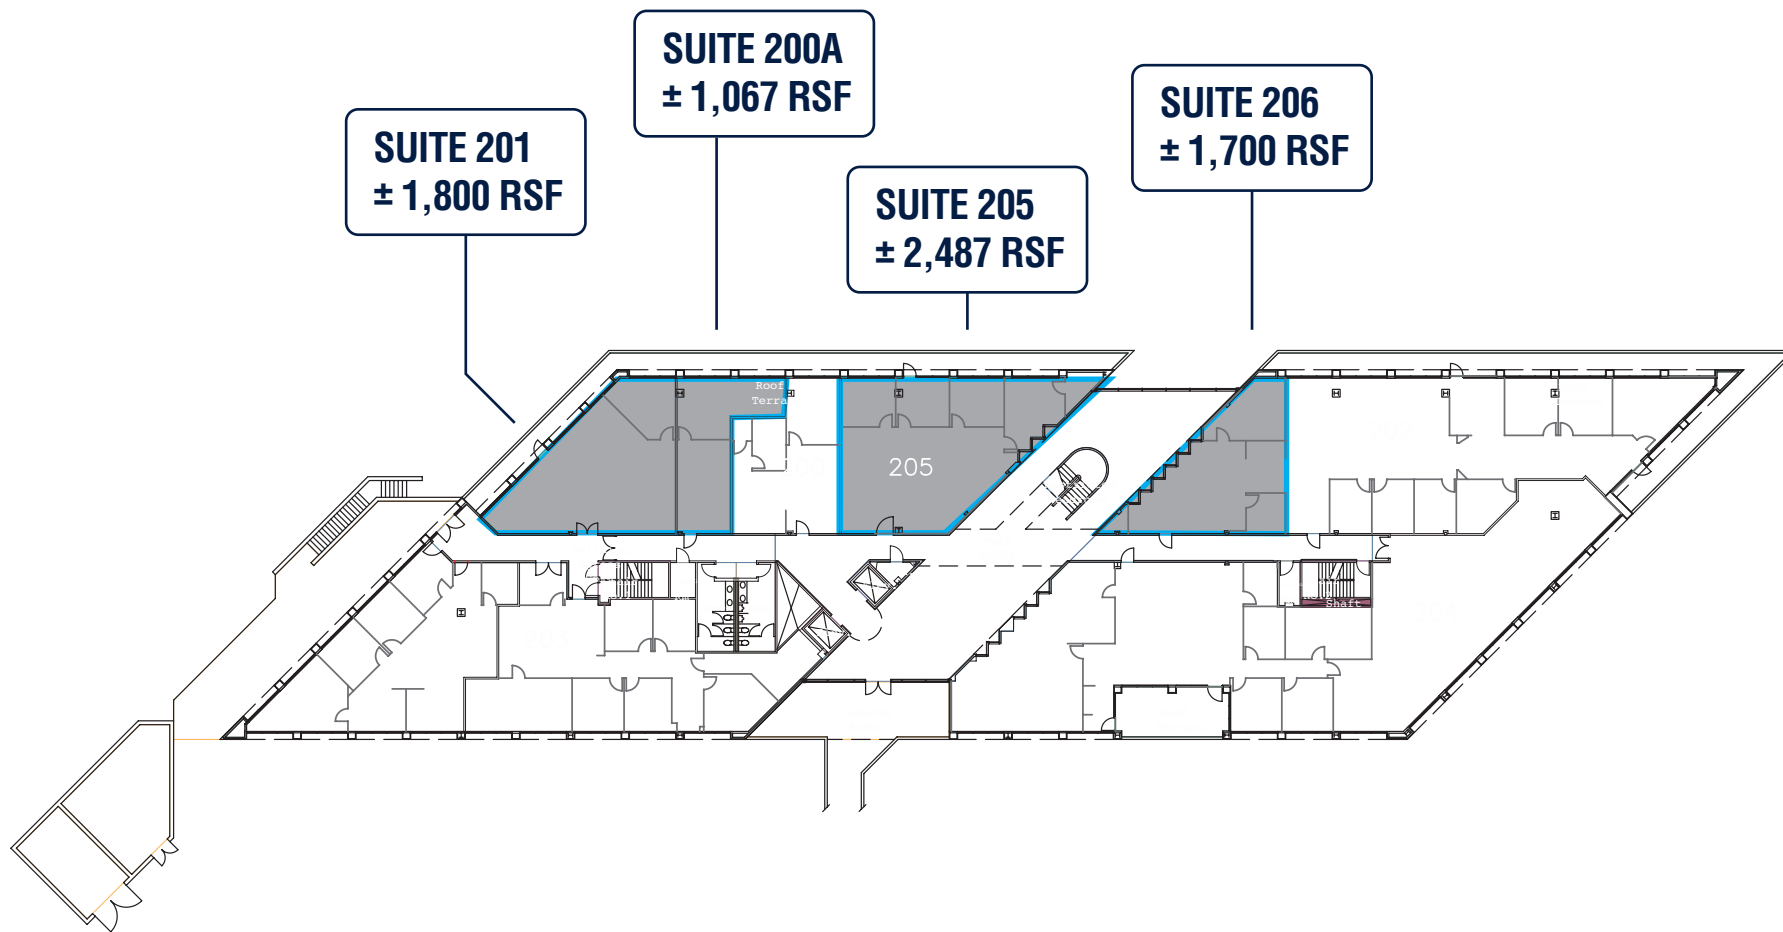 SUITE 200A
± 1,067 RSF
SUITE 206
± 1,700 RSF
SUITE 201
± 1,800 RSF
SUITE 205
± 2,487 RSF
Roof
Terra
205
Shaft